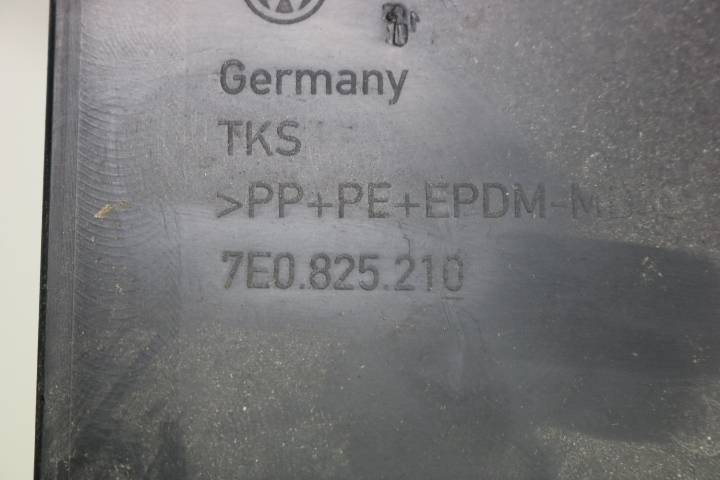 Germany
TKS
>PP+PE+EPDM-M
7E0.825.210